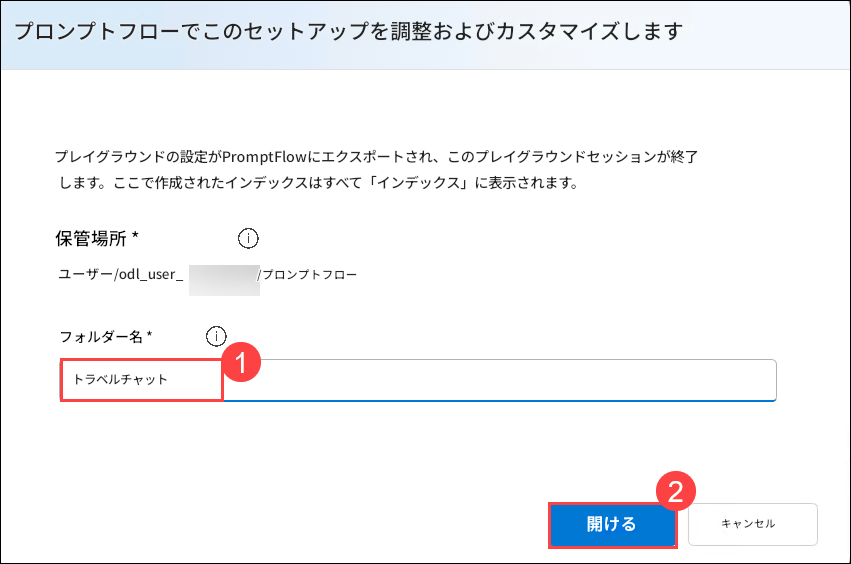 プロンプトフローでこのセットアップを調整およびカスタマイズします
プレイグラウンドの設定がPromptFlowにエクスポートされ、このプレイグラウンドセッションが終了
します。ここで作成されたインデックスはすべて「インデックス」に表示されます。
保管場所 *
ユーザー/odl_user_ /プロンプトフロー
フォルダー名 *
1
トラベルチャット
2
開ける
キャンセル